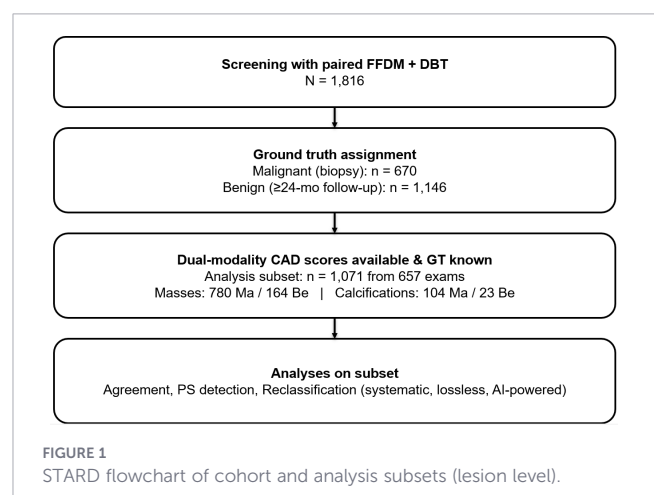 Screening with paired FFDM + DBT
N = 1,816
Ground truth assignment
Malignant (biopsy): n = 670
Benign (≥24-mo follow-up): n = 1,146
Dual-modality CAD scores available & GT known
Analysis subset: n = 1,071 from 657 exams
Masses: 780 Ma / 164 Be | Calcifications: 104 Ma / 23 Be
Analyses on subset
Agreement, PS detection, Reclassification (systematic, lossless, AI-powered)
FIGURE 1
STARD flowchart of cohort and analysis subsets (lesion level).